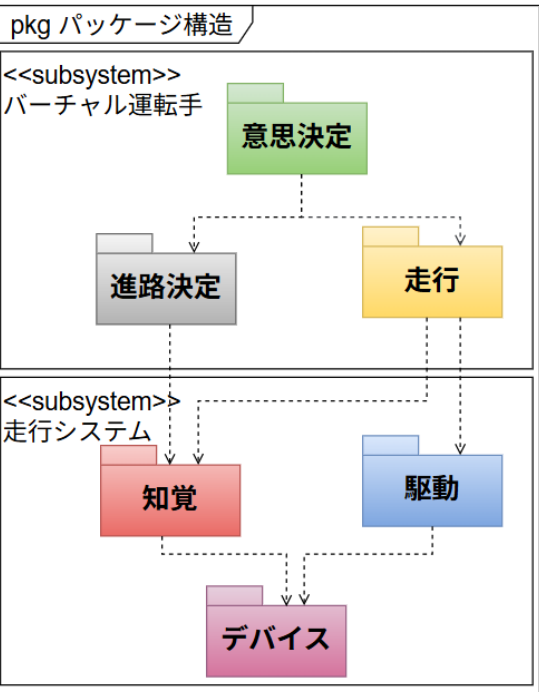 pkg パッケージ構造
<<subsystem>>
バーチャル運転手
意思決定
進路決定
走行
<<subsystem>>
走行システム
知覚
駆動
デバイス